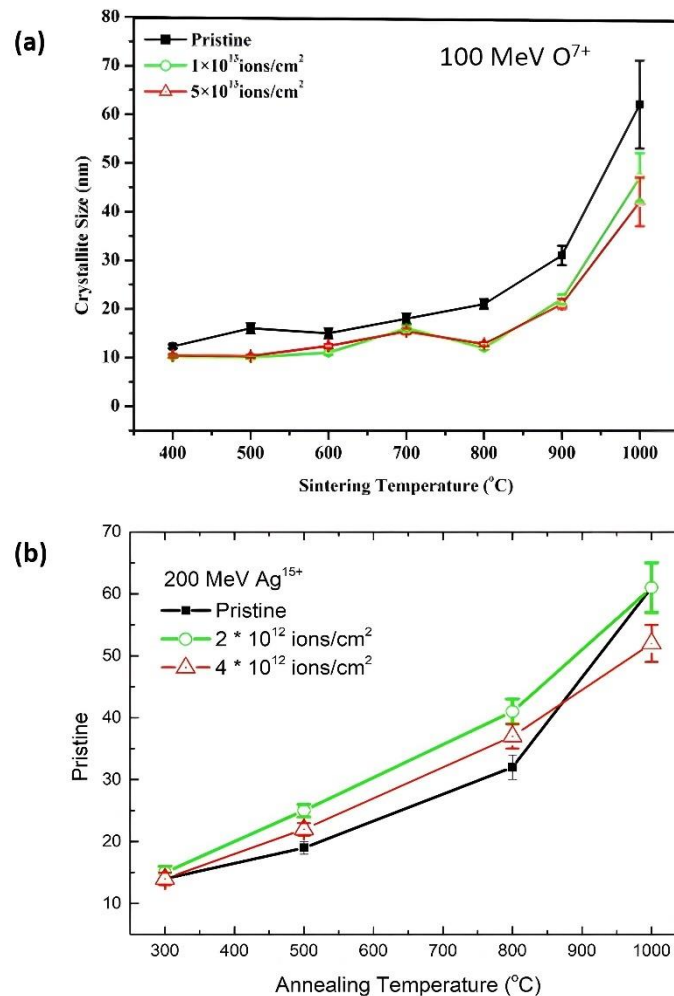 (a)
Pristine
1×10¹³ions/cm²
5×10¹³ions/cm²
100 MeV O⁷⁺
80
70
60
50
40
30
20
10
0
Crystallite Size (nm)
400 500 600 700 800 900 1000
Sintering Temperature (°C)
(b)
200 MeV Ag¹⁵⁺
Pristine
2 * 10¹² ions/cm²
4 * 10¹² ions/cm²
70
60
50
40
30
20
10
Pristine
300 400 500 600 700 800 900 1000
Annealing Temperature (°C)